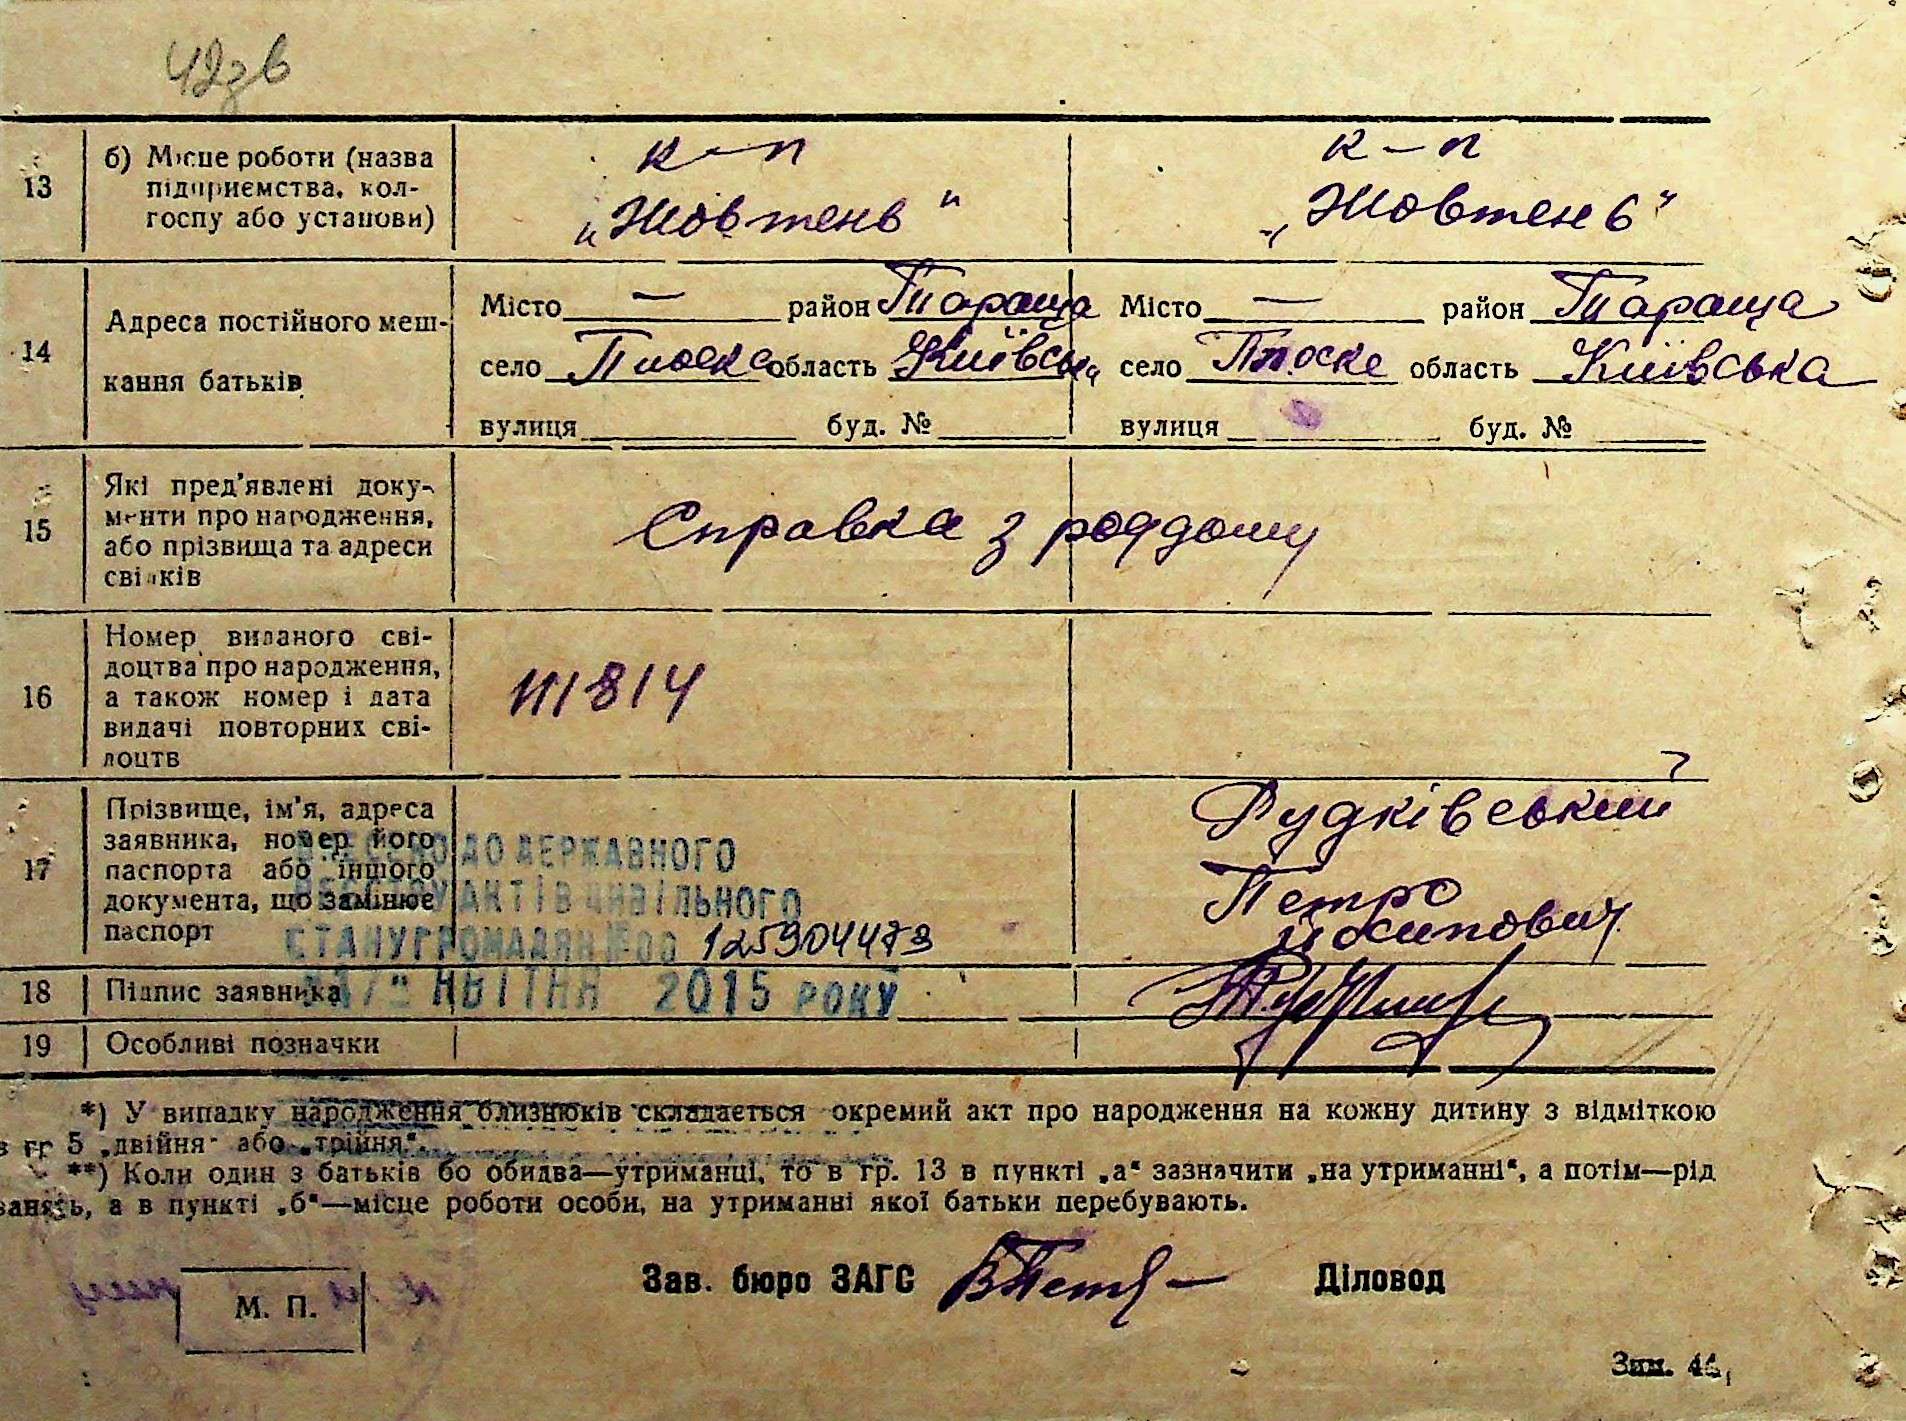 42зв
13
б) Місце роботи (назва
підприємства, кол-
госпу або установи)
к-п
„Жовтень"
к-п
„Жовтень"
14
Адреса постійного меш-
кання батьків
Місто — район Тараща
село Плоске область Київська
вулиця буд. №
Місто — район Тараща
село Плоске область Київська
вулиця буд. №
15
Які пред'явлені доку-
менти про народження,
або прізвища та адреси
свідків
Справка з роддому
16
Номер виданого сві-
доцтва про народження,
а також номер і дата
видачі повторних сві-
доцтв
17
Прізвище, ім'я, адреса
заявника, номер його
паспорта або іншого
документа, що замінює
паспорт
ВНЕСЕНО ДО ДЕРЖАВНОГО
РЕЄСТРУ АКТІВ ЦИВІЛЬНОГО
СТАНУ ГРОМАДЯН №00 125904479
КВІТНЯ 2015 РОКУ
Рудківський
Петро
Йосипович
18
Підпис заявника
19
Особливі позначки
*) У випадку народження близнюків складається окремий акт про народження на кожну дитину з відміткою
в гр 5 „двійня" або „трійня".
**) Коли один з батьків бо обидва—утриманці, то в гр. 13 в пункті „а" зазначити „на утриманні", а потім—рід
занять, а в пункті „б"—місце роботи особи, на утриманні якої батьки перебувають.
М. П.
Зав. бюро ЗАГС
Діловод